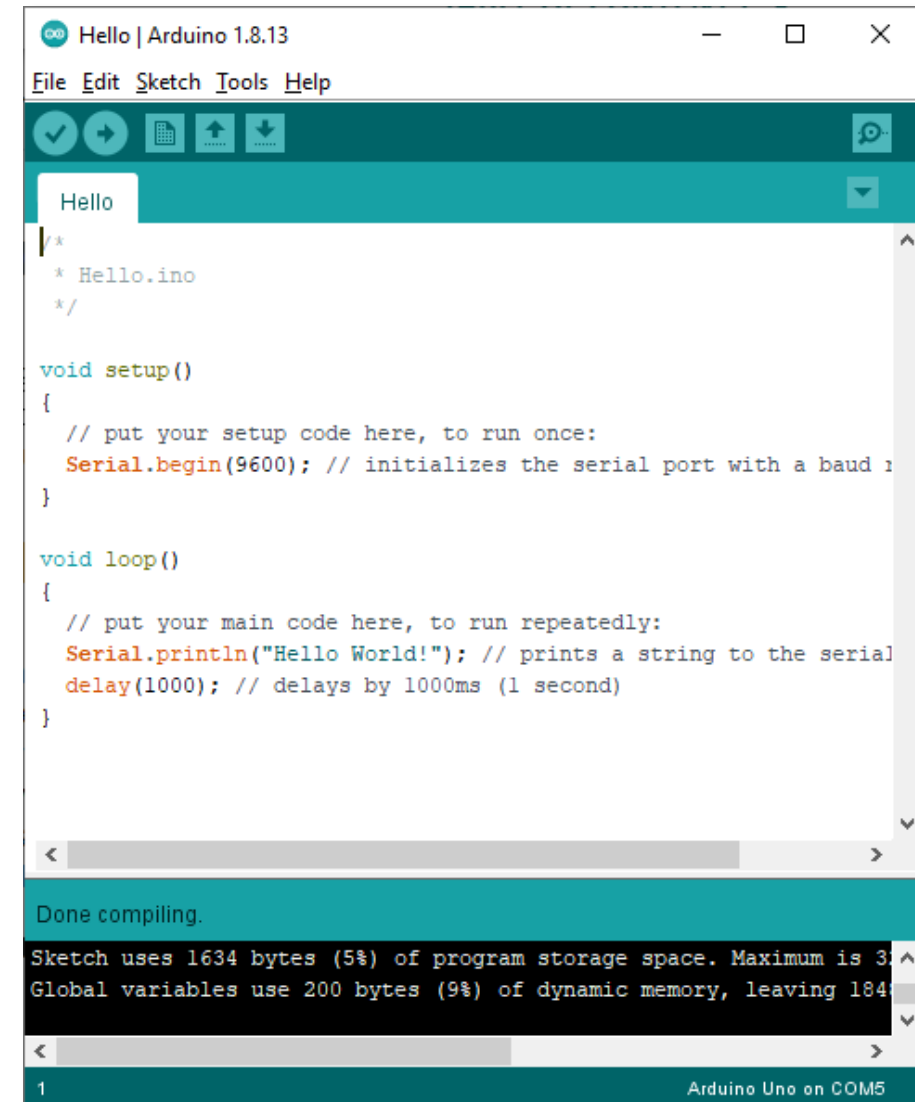 Hello | Arduino 1.8.13
File Edit Sketch Tools Help
Hello
/*
* Hello.ino
*/
void setup()
{
// put your setup code here, to run once:
Serial.begin(9600); // initializes the serial port with a baud
}
void loop()
{
// put your main code here, to run repeatedly:
Serial.println("Hello World!"); // prints a string to the serial
delay(1000); // delays by 1000ms (1 second)
}
Done compiling.
Sketch uses 1634 bytes (5%) of program storage space. Maximum is
Global variables use 200 bytes (9%) of dynamic memory, leaving
1
Arduino Uno on COM5